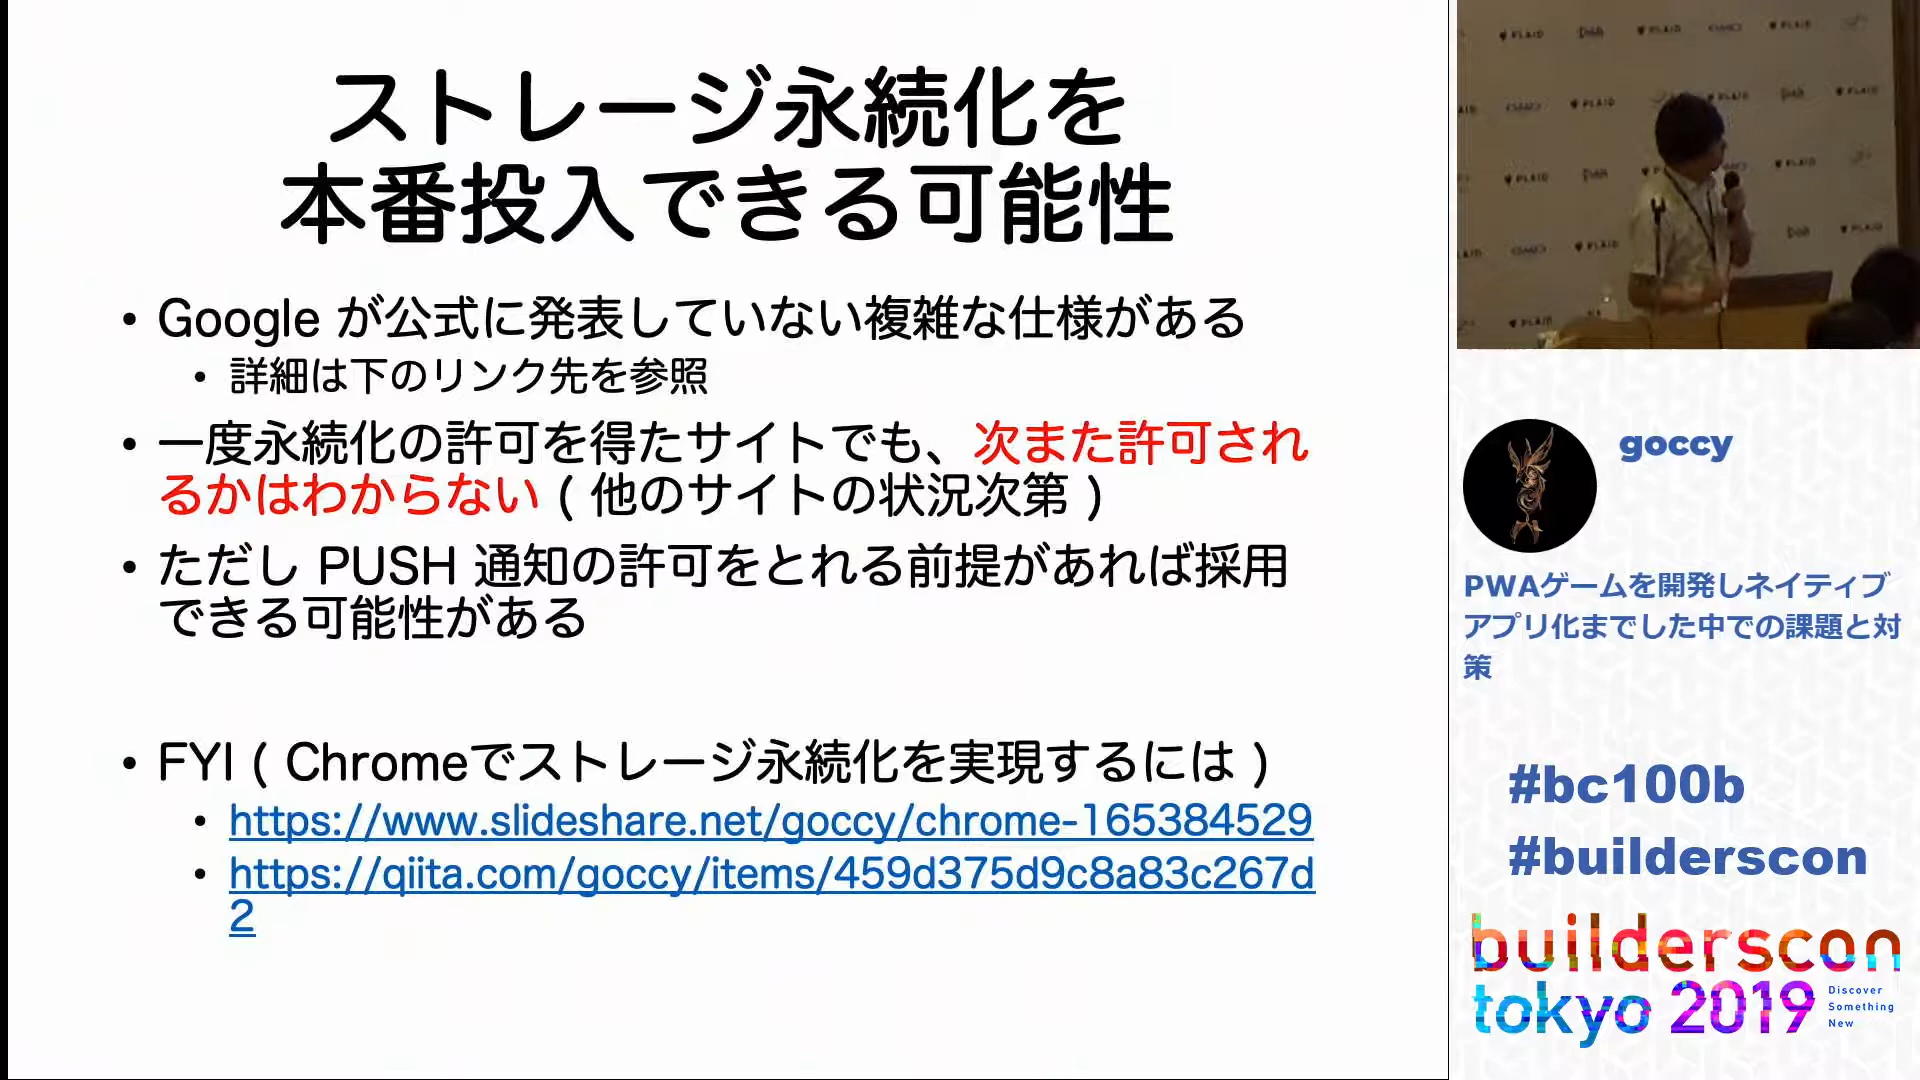 ストレージ永続化を
本番投入できる可能性
• Google が公式に発表していない複雑な仕様がある
• 詳細は下のリンク先を参照
• 一度永続化の許可を得たサイトでも、次また許可され
るかはわからない ( 他のサイトの状況次第 )
• ただし PUSH 通知の許可をとれる前提があれば採用
できる可能性がある
• FYI ( Chromeでストレージ永続化を実現するには )
• https://www.slideshare.net/goccy/chrome-165384529
• https://qiita.com/goccy/items/459d375d9c8a83c267d
2
PLAID
goccy
PWAゲームを開発しネイティブ
アプリ化までした中での課題と対
策
#bc100b
#builderscon
builderscon
tokyo 2019
Discover
Something
New